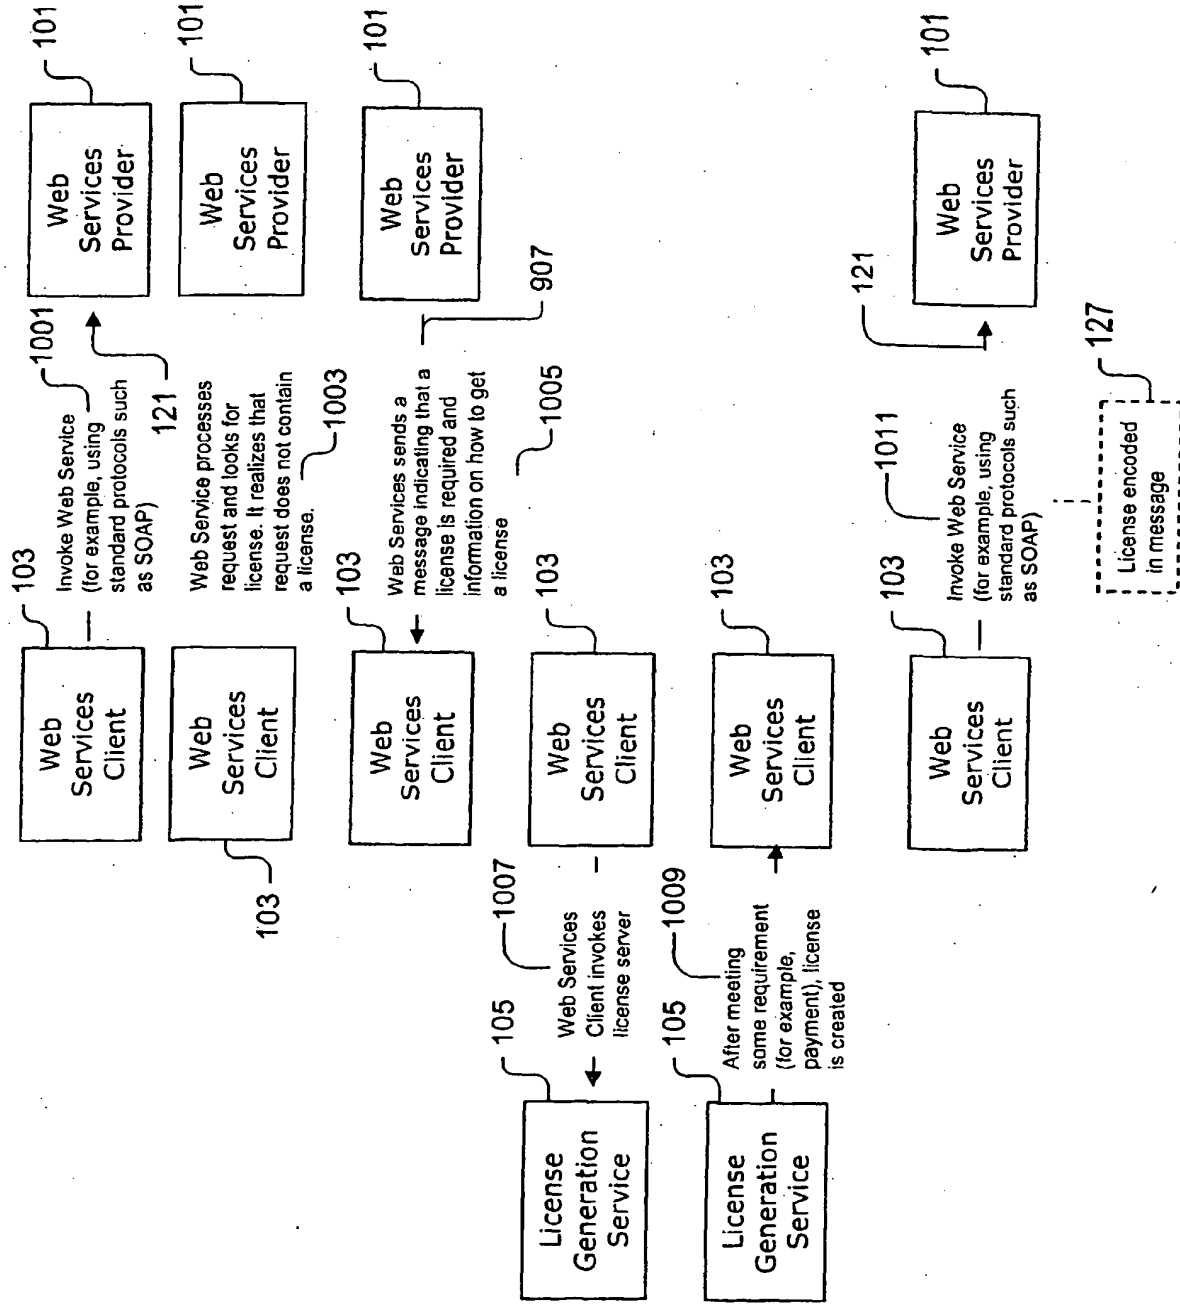 103
1001
101
Web
Services
Client
Invoke Web Service
(for example, using
standard protocols such
as SOAP)
121
Web
Services
Provider
103
Web
Services
Client
Web Service processes
request and looks for
license. It realizes that
request does not contain
a license.
1003
101
Web
Services
Provider
103
Web
Services
Client
Web Services sends a
message indicating that a
license is required and
information on how to get
a license
1005
907
101
Web
Services
Provider
105
License
Generation
Service
1007
Web Services
Client invokes
license server
103
Web
Services
Client
105
License
Generation
Service
1009
After meeting
some requirement
(for example,
payment), license
is created
103
Web
Services
Client
103
Web
Services
Client
1011
Invoke Web Service
(for example, using
standard protocols such
as SOAP)
121
101
Web
Services
Provider
127
License encoded
in message